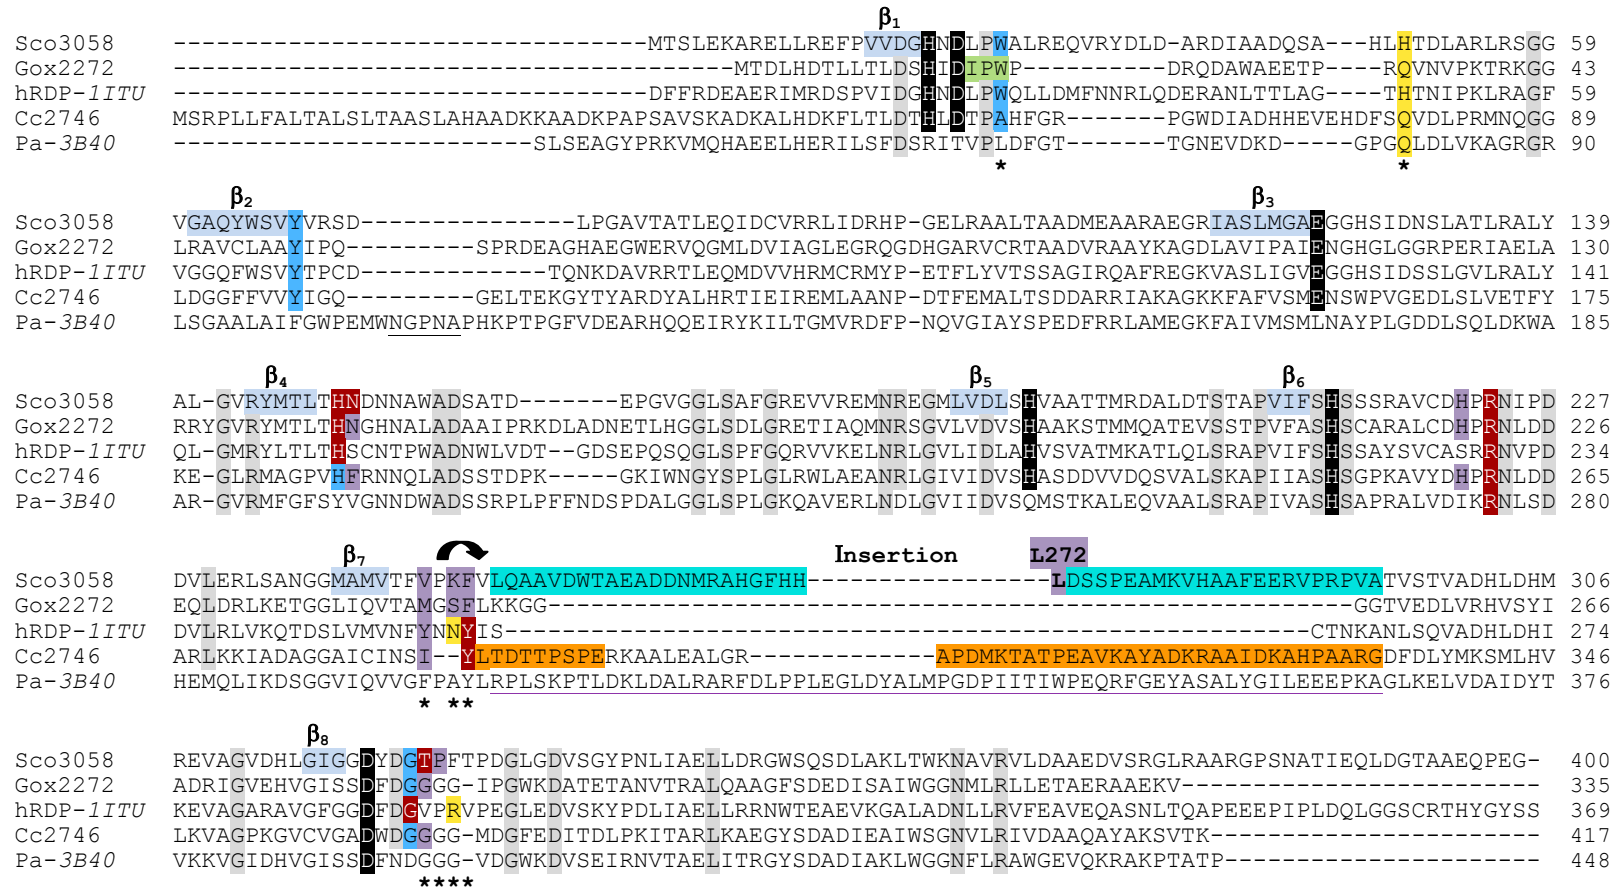 β1
Sco3058 ---------------------------------MTSLEKARELLREFPVVDGHNDLPWALREQVRYDLD-ARDIAADQSA---HLHTDLARLRSGG 59
Gox2272 ---------------------------------------MTDLHDTLLTLDSHIDIPWP----------DRQDAWAEETP---RQVNVPKTRKGG 43
hRDP-1ITU ---------------------------------DFFRDEAERIMRDSPVIDGHNDLPWQLLDMFNNRLQDERANLTTLAG---THTNIPKLRAGF 59
Cc2746 MSRPLLFALTALSLTAASLAHAADKKAADKPAPSAVSKADKALHDKFLTLDTHLDTPAHFGR-------PGWDIADHHEVEHDFSQVDLPRMNQGG 89
Pa-3B40 -------------------------SLSEAGYPRKVMQHAEELHERILSFDSRITVPLDFGT-------TGNEVDKD------GPGQLDLVKAGRGR 90
* *
β2 β3
Sco3058 VGAQYWSVYVRSD---------------LPGAVTATLEQIDCVRRLIDRHP-GELRAALTAADMEAARAEGRIASLMGAEGGHSIDNSLATLRALY 139
Gox2272 LRAVCLAAYIPQ---------SPRDEAGHAEGWERVQGMLDVIAGLEGRQGDHGARVCRTAADVRAAYKAGDLAVIPAIENGHGLGGRPERIAELA 130
hRDP-1ITU VGGQFWSVYTPCD-------------TQNKDAVRRTLEQMDVVHRMCRMYP-ETFLYVTSSAGIRQAFREGKVASLIGVEGGHSIDSSLGVLRALY 141
Cc2746 LDGGFFVVYIGQ---------GELTEKGYTYARDYALHRTIEIREMLAANP-DTFEMALTSDDARRIAKAGKKFAFVSMENSWPVGEDLSLVETFY 175
Pa-3B40 LSGAALAIFGWPEMWNGPNAPHKPTPGFVDEARHQQEIRYKILTGMVRDFP-NQVGIAYSPEDFRRLAMEGKFAIVMSMLNAYPLGDDLSQLDKWA 185
β4 β5 β6
Sco3058 AL-GVRYMTLTHNDNNAWADSATD-------EPGVGGLSAFGREVVREMNREGMLVDLSHVAATTMRDALDTSTAPVIFSHSSSRAVCDHPRNIPD 227
Gox2272 RRYGVRYMTLTHNGHNALADAAIPRKDLADNETLHGGLSDLGRETIAQMNRSGVLVDVSHAAKSTMMQATEVSSTPVFASHSCARALCDHPRNLDD 226
hRDP-1ITU QL-GMRYLTLTHSCNTPWADNWLVDT--GDSEPQSQGLSPFGQRVVKELNRLGVLIDLAHVSVATMKATLQLSRAPVIFSHSSAYSVCASRRNVPD 234
Cc2746 KE-GLRMAGPVHFRNNQLADSSTDPK-----GKIWNGYSPLGLRWLAEANRLGIVIDVSHASDDVVDQSVALSKAPIIASHSGPKAVYDHPRNLDD 265
Pa-3B40 AR-GVRMFGFSYVGNNDWADSSRPLPFFNDSPDALGGLSPLGKQAVERLNDLGVIIDVSQMSTKALEQVAALSRAPIVASHSAPRALVDIKRNLSD 280
β7 Insertion L272
Sco3058 DVLERLSANGGMAMVTFVPKFVLQAAVDWTAEADDNMRAHGFHH-----------------LDSSPEAMKVHAAFEERVPRPVATVSTVADHLDHM 306
Gox2272 EQLDRLKETGGLIQVTAMGSFLKKGG--------------------------------------------------------GGTVEDLVRHVSYI 266
hRDP-1ITU DVLRLVKQTDSLVMVNFYNNYIS--------------------------------------------------------CTNKANLSQVADHLDHI 274
Cc2746 ARLKKIADAGGAICINSI--YLTDTTPSPERKAALEALGR-------------APDMKTATPEAVKAYADKRAAIDKAHPAARGDFDLYMKSMLHV 346
Pa-3B40 HEMQLIKDSGGVIQVVGFPAYLRPLSKPTLDKLDALRARFDLPPLEGLDYALMPGDPIITIWPEQRFGEYASALYGILEEEPKAGLKELVDAIDYT 376
* **
β8
Sco3058 REVAGVDHLGIGGDYDGTPFTPDGLGDVSGYPNLIAELLDRGWSQSDLAKLTWKNAVRVLDAAEDVSRGLRAARGPSNATIEQLDGTAAEQPEG- 400
Gox2272 ADRIGVEHVGISSDFDGGGG-IPGWKDATETANVTRALQAAGFSDEDISAIWGGNMLRLLETAERAAEKV------------------------- 335
hRDP-1ITU KEVAGARAVGFGGDFDGVPRVPEGLEDVSKYPDLIAELLRRNWTEAEVKGALADNLLRVFEAVEQASNLTQAPEEEPIPLDQLGGSCRTHYGYSS 369
Cc2746 LKVAGPKGVCVGADWDGGGG-MDGFEDITDLPKITARLKAEGYSDADIEAIWSGNVLRIVDAAQAYAKSVTK----------------------- 417
Pa-3B40 VKKVGIDHVGISSDFNDGGG-VDGWKDVSEIRNVTAELITRGYSDADIAKLWGGNFLRAWGEVQKRAKPTATP---------------------- 448
****